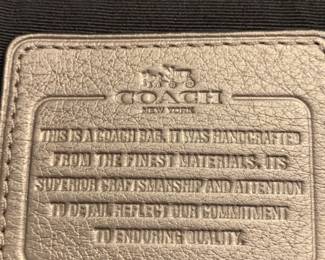 COACH
NEW YORK
THIS IS A COACH BAG. IT WAS HANDCRAFTED
FROM THE FINEST MATERIALS. ITS
SUPERIOR CRAFTSMANSHIP AND ATTENTION
TO DETAIL REFLECT OUR COMMITMENT
TO ENDURING QUALITY.